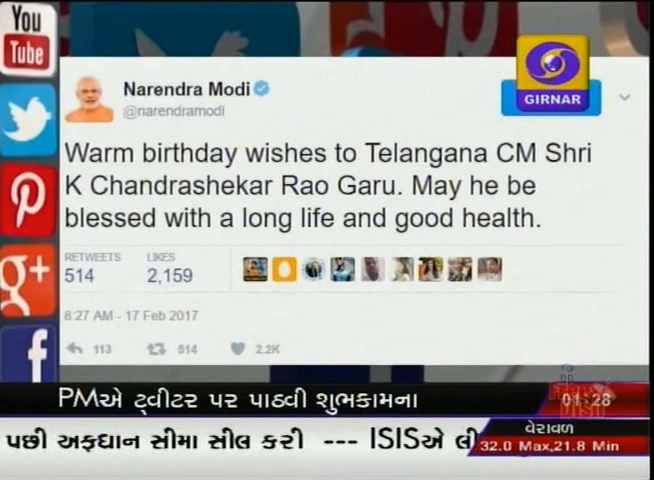 You
Tube
Narendra Modi
@narendramodi
GIRNAR
Warm birthday wishes to Telangana CM Shri
K Chandrashekar Rao Garu. May he be
blessed with a long life and good health.
RETWEETS LIKES
514 2,159
g+
8:27 AM - 17 Feb 2017
113 514 2.2K
f
PMએ ટ્વીટર પર પાઠવી શુભકામના
01:28
વેરાવળ
પછી અફઘાન સીમા સીલ કરી --- ISISએ લી
32.0 Max,21.8 Min